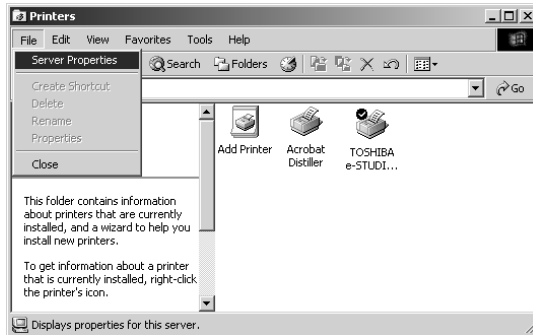 Printers
File Edit View Favorites Tools Help
Server Properties
Search Folders
Create Shortcut
Go
Delete
Rename
Properties
Close
Add Printer
Acrobat
Distiller
TOSHIBA
e-STUDI...
This folder contains information
about printers that are currently
installed, and a wizard to help you
install new printers.
To get information about a printer
that is currently installed, right-click
the printer's icon.
Displays properties for this server.